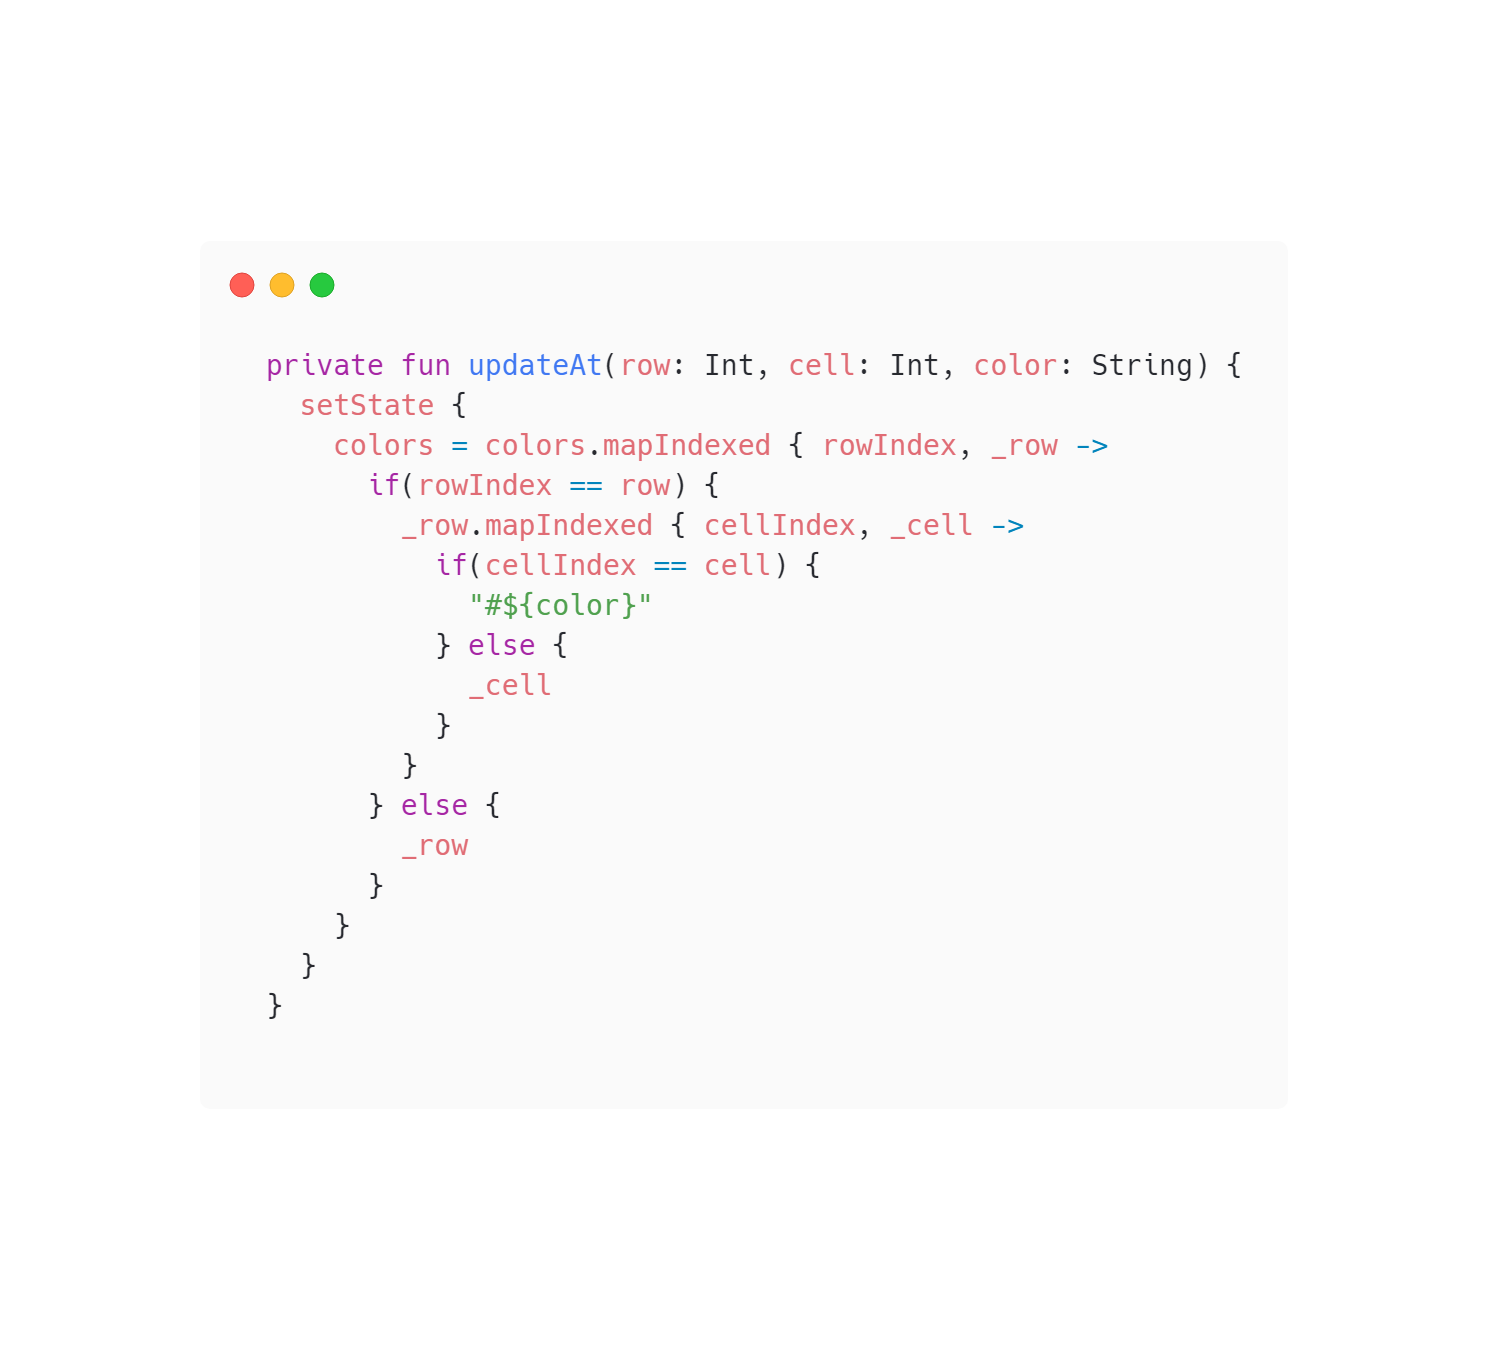 private fun updateAt(row: Int, cell: Int, color: String) {
  setState {
    colors = colors.mapIndexed { rowIndex, _row ->
      if(rowIndex == row) {
        _row.mapIndexed { cellIndex, _cell ->
          if(cellIndex == cell) {
            "#${color}"
          } else {
            _cell
          }
        }
      } else {
        _row
      }
    }
  }
}